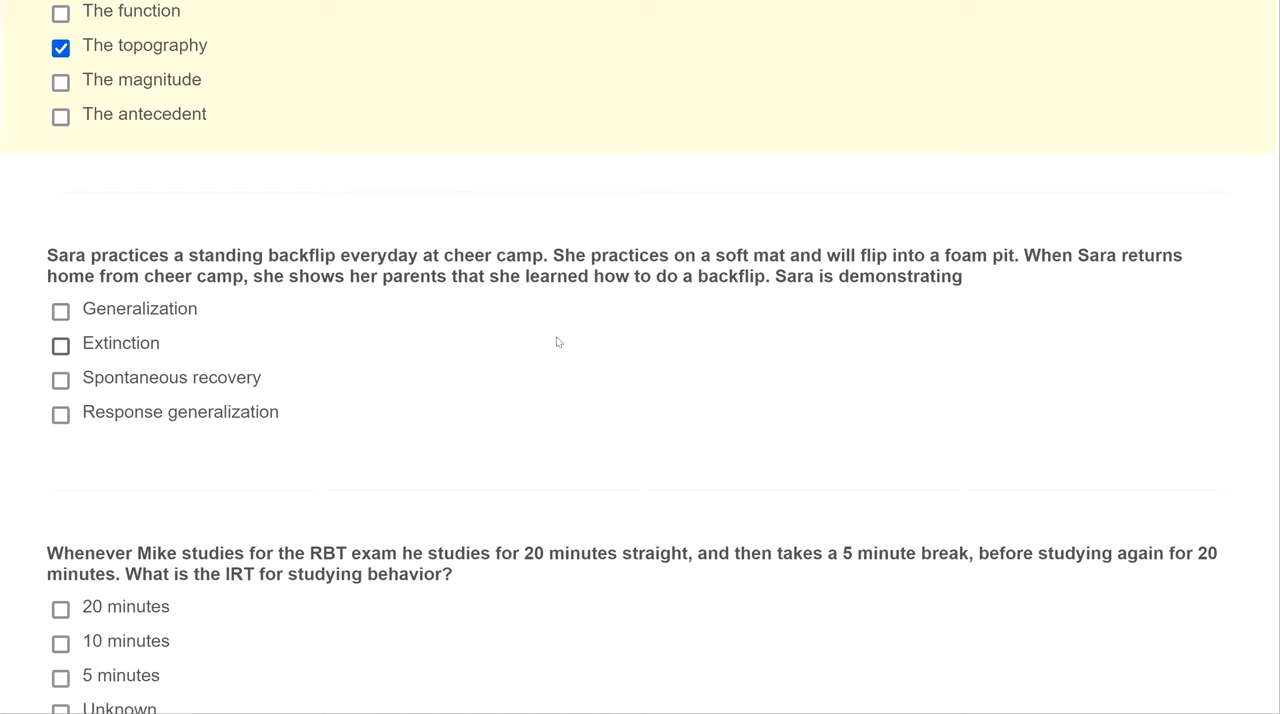 The function
The topography
The magnitude
The antecedent
Sara practices a standing backflip everyday at cheer camp. She practices on a soft mat and will flip into a foam pit. When Sara returns
home from cheer camp, she shows her parents that she learned how to do a backflip. Sara is demonstrating
Generalization
Extinction
Spontaneous recovery
Response generalization
Whenever Mike studies for the RBT exam he studies for 20 minutes straight, and then takes a 5 minute break, before studying again for 20
minutes. What is the IRT for studying behavior?
20 minutes
10 minutes
5 minutes
Unknown